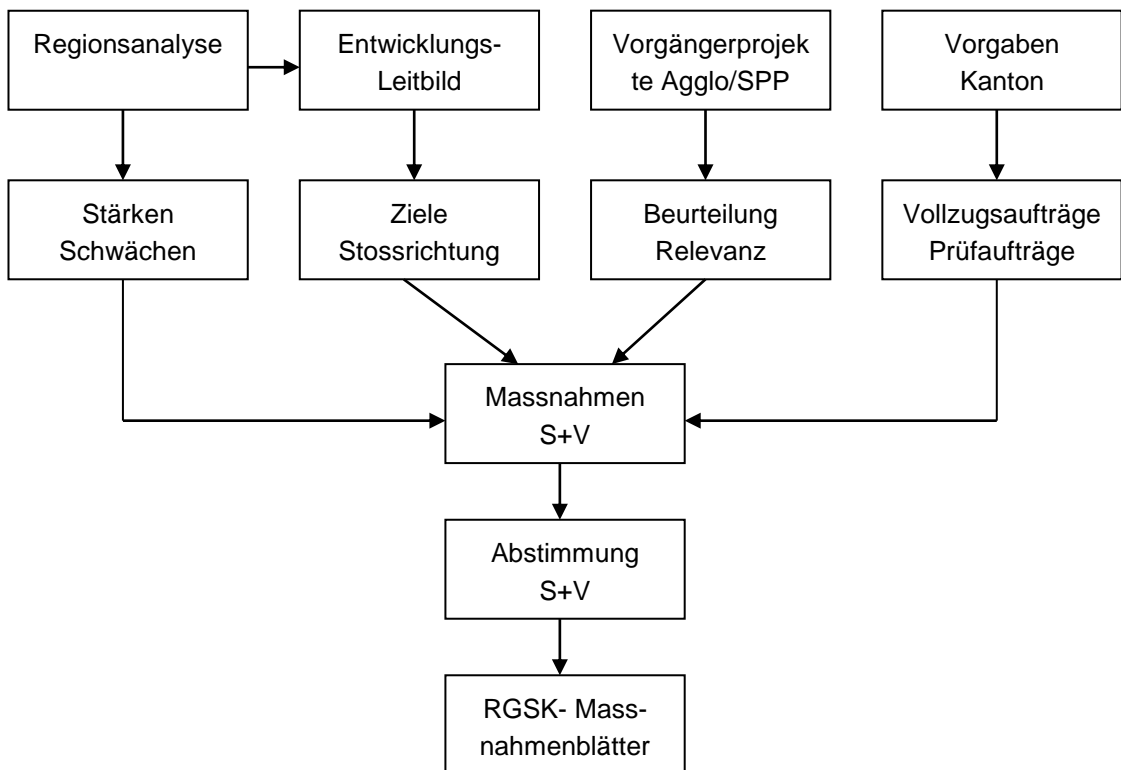 Regionsanalyse
Entwicklungs-
Leitbild
Vorgängerprojek
te Agglo/SPP
Vorgaben
Kanton
Stärken
Schwächen
Ziele
Stossrichtung
Beurteilung
Relevanz
Vollzugsaufträge
Prüfaufträge
Massnahmen
S+V
Abstimmung
S+V
RGSK- Mass-
nahmenblätter